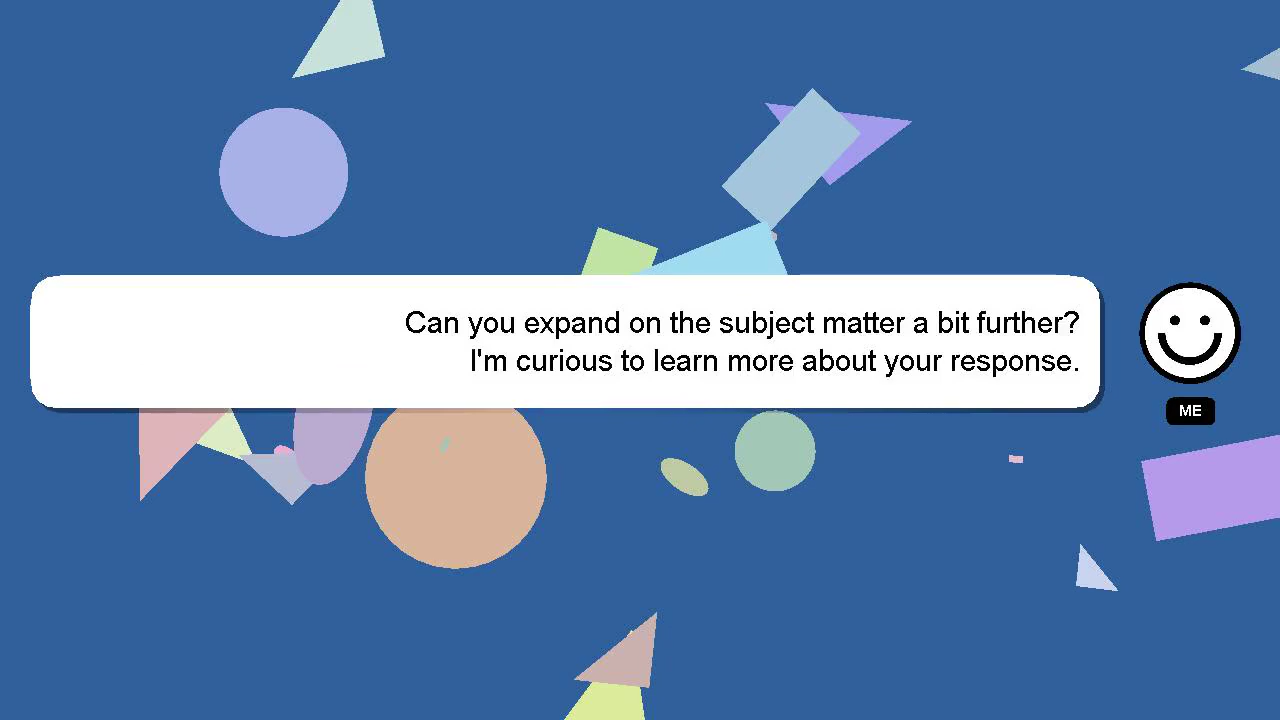 Can you expand on the subject matter a bit further?
I'm curious to learn more about your response.
ME